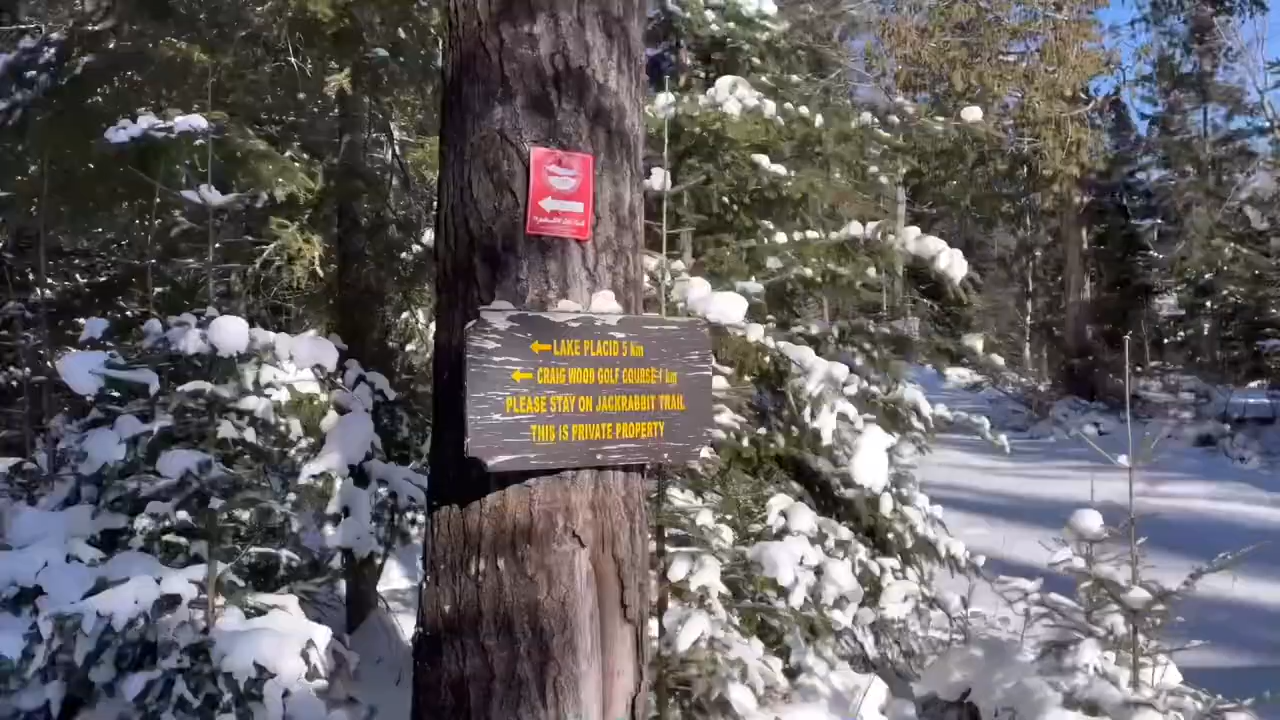 LAKE PLACID 5 Km
CRAIG WOOD GOLF COURSE 1 km
PLEASE STAY ON JACKRABBIT TRAIL
THIS IS PRIVATE PROPERTY